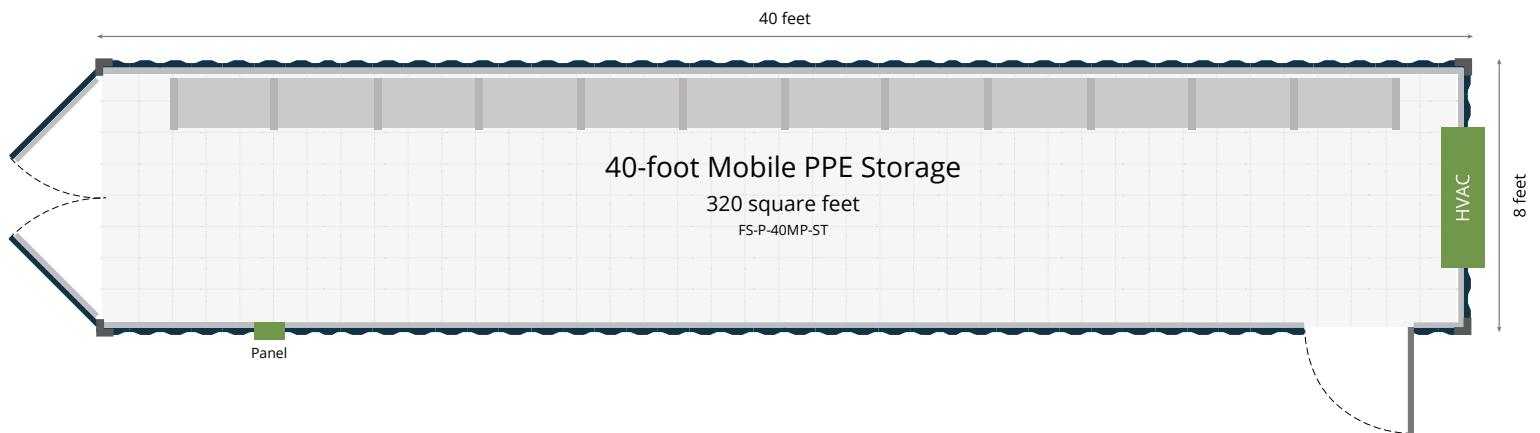 40 feet
40-foot Mobile PPE Storage
320 square feet
FS-P-40MP-ST
HVAC
8 feet
Panel